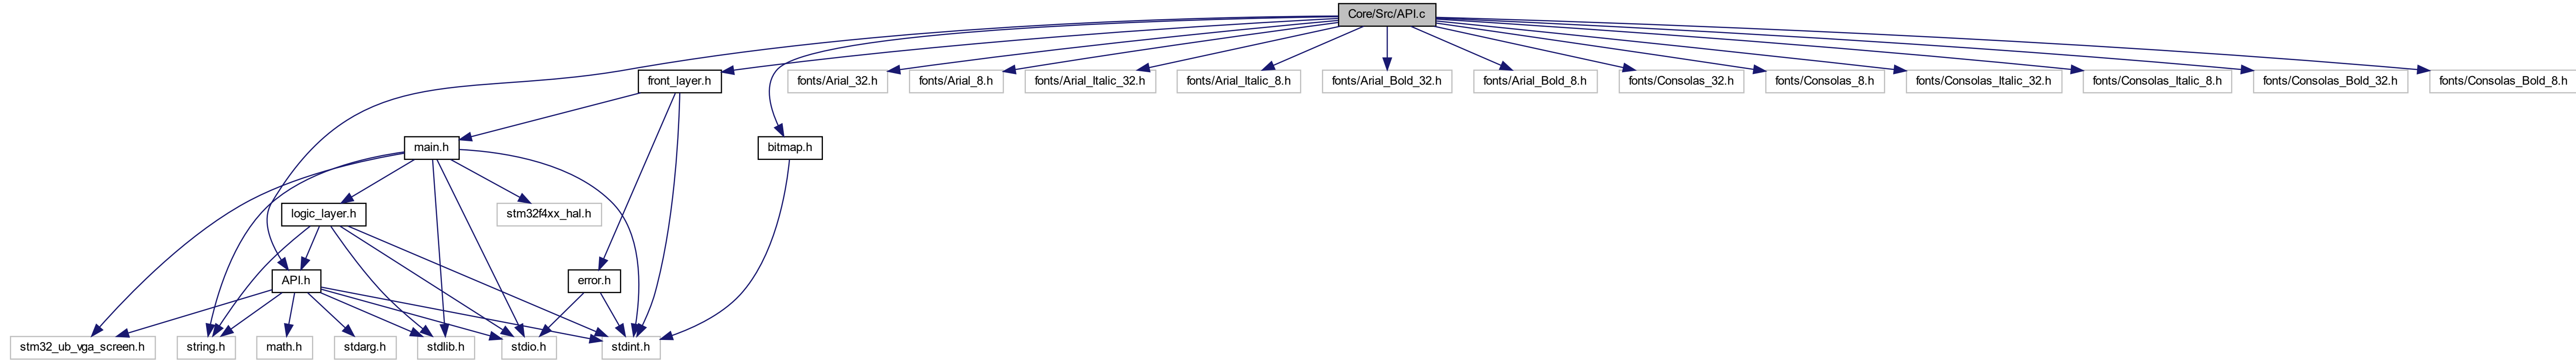 Core/Src/API.c
front_layer.h
fonts/Arial_32.h
fonts/Arial_8.h
fonts/Arial_Italic_32.h
fonts/Arial_Italic_8.h
fonts/Arial_Bold_32.h
fonts/Arial_Bold_8.h
fonts/Consolas_32.h
fonts/Consolas_8.h
fonts/Consolas_Italic_32.h
fonts/Consolas_Italic_8.h
fonts/Consolas_Bold_32.h
fonts/Consolas_Bold_8.h
main.h
bitmap.h
logic_layer.h
stm32f4xx_hal.h
API.h
error.h
stm32_ub_vga_screen.h
string.h
math.h
stdarg.h
stdlib.h
stdio.h
stdint.h